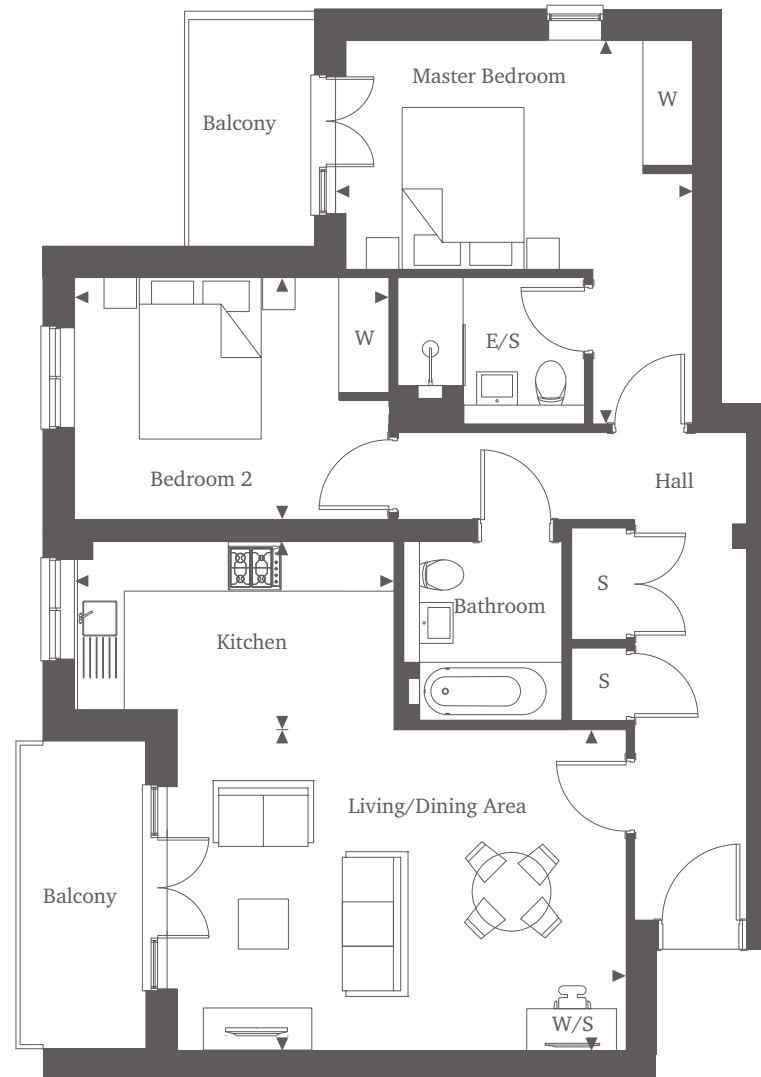 Master Bedroom
W
Balcony
E/S
W
Bedroom 2
Hall
S
Bathroom
Kitchen
S
Living/Dining Area
Balcony
W/S